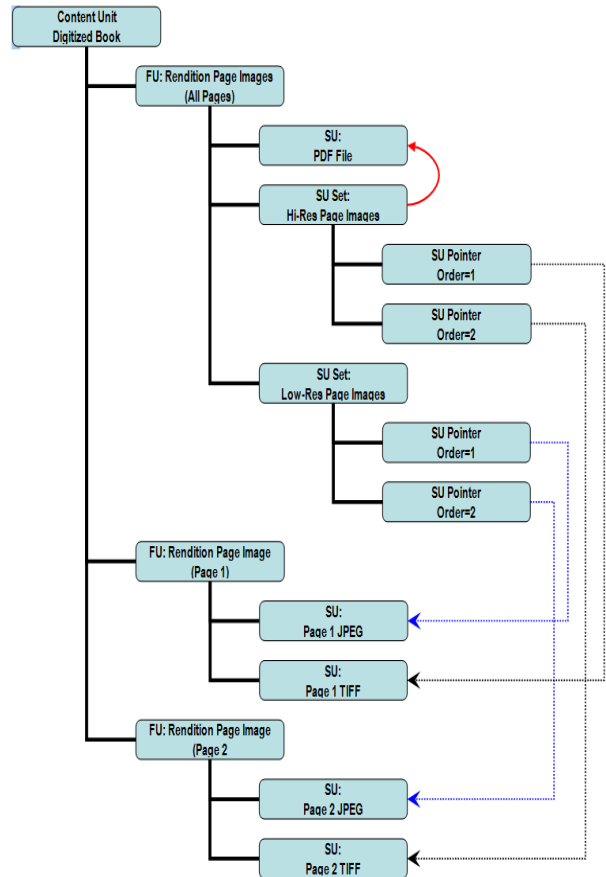 Content Unit
Digitized Book
FU: Rendition Page Images
(All Pages)
SU:
PDF File
SU Set:
Hi-Res Page Images
SU Pointer
Order=1
SU Pointer
Order=2
SU Set:
Low-Res Page Images
SU Pointer
Order=1
SU Pointer
Order=2
FU: Rendition Page Image
(Page 1)
SU:
Page 1 JPEG
SU:
Page 1 TIFF
FU: Rendition Page Image
(Page 2
SU:
Page 2 JPEG
SU:
Page 2 TIFF